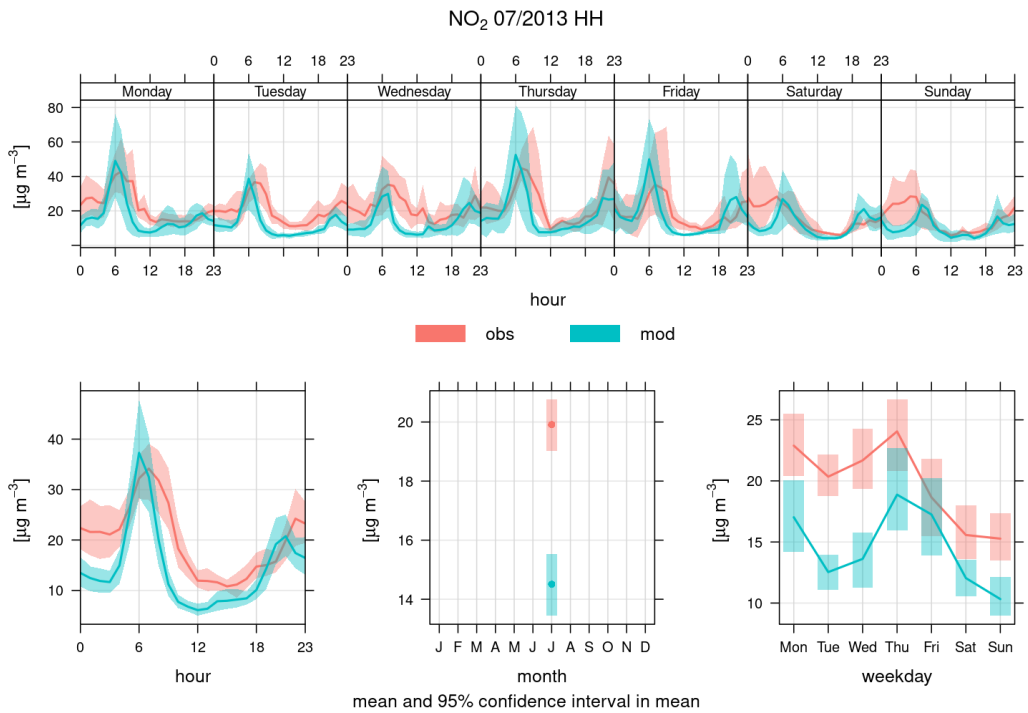 NO₂ 07/2013 HH
0 6 12 18 23 0 6 12 18 23 0 6 12 18 23
Monday Tuesday Wednesday Thursday Friday Saturday Sunday
80
60
40
20
[µg m⁻³]
0 6 12 18 23 0 6 12 18 23 0 6 12 18 23 0 6 12 18 23
hour
obs mod
40
30
20
10
[µg m⁻³]
0 6 12 18 23
hour
20
18
16
14
[µg m⁻³]
J F M A M J J A S O N D
month
25
20
15
10
[µg m⁻³]
Mon Tue Wed Thu Fri Sat Sun
weekday
mean and 95% confidence interval in mean